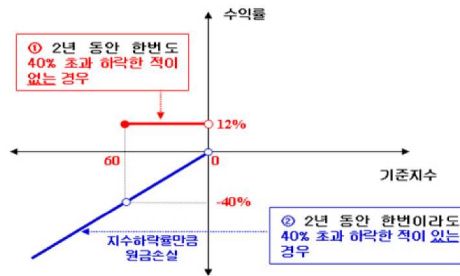 수익률
① 2년 동안 한번도
40% 초과 하락한 적이
없는 경우
12%
60
0
기준지수
-40%
지수하락률만큼
원금손실
② 2년 동안 한번이라도
40% 초과 하락한 적이 있는
경우